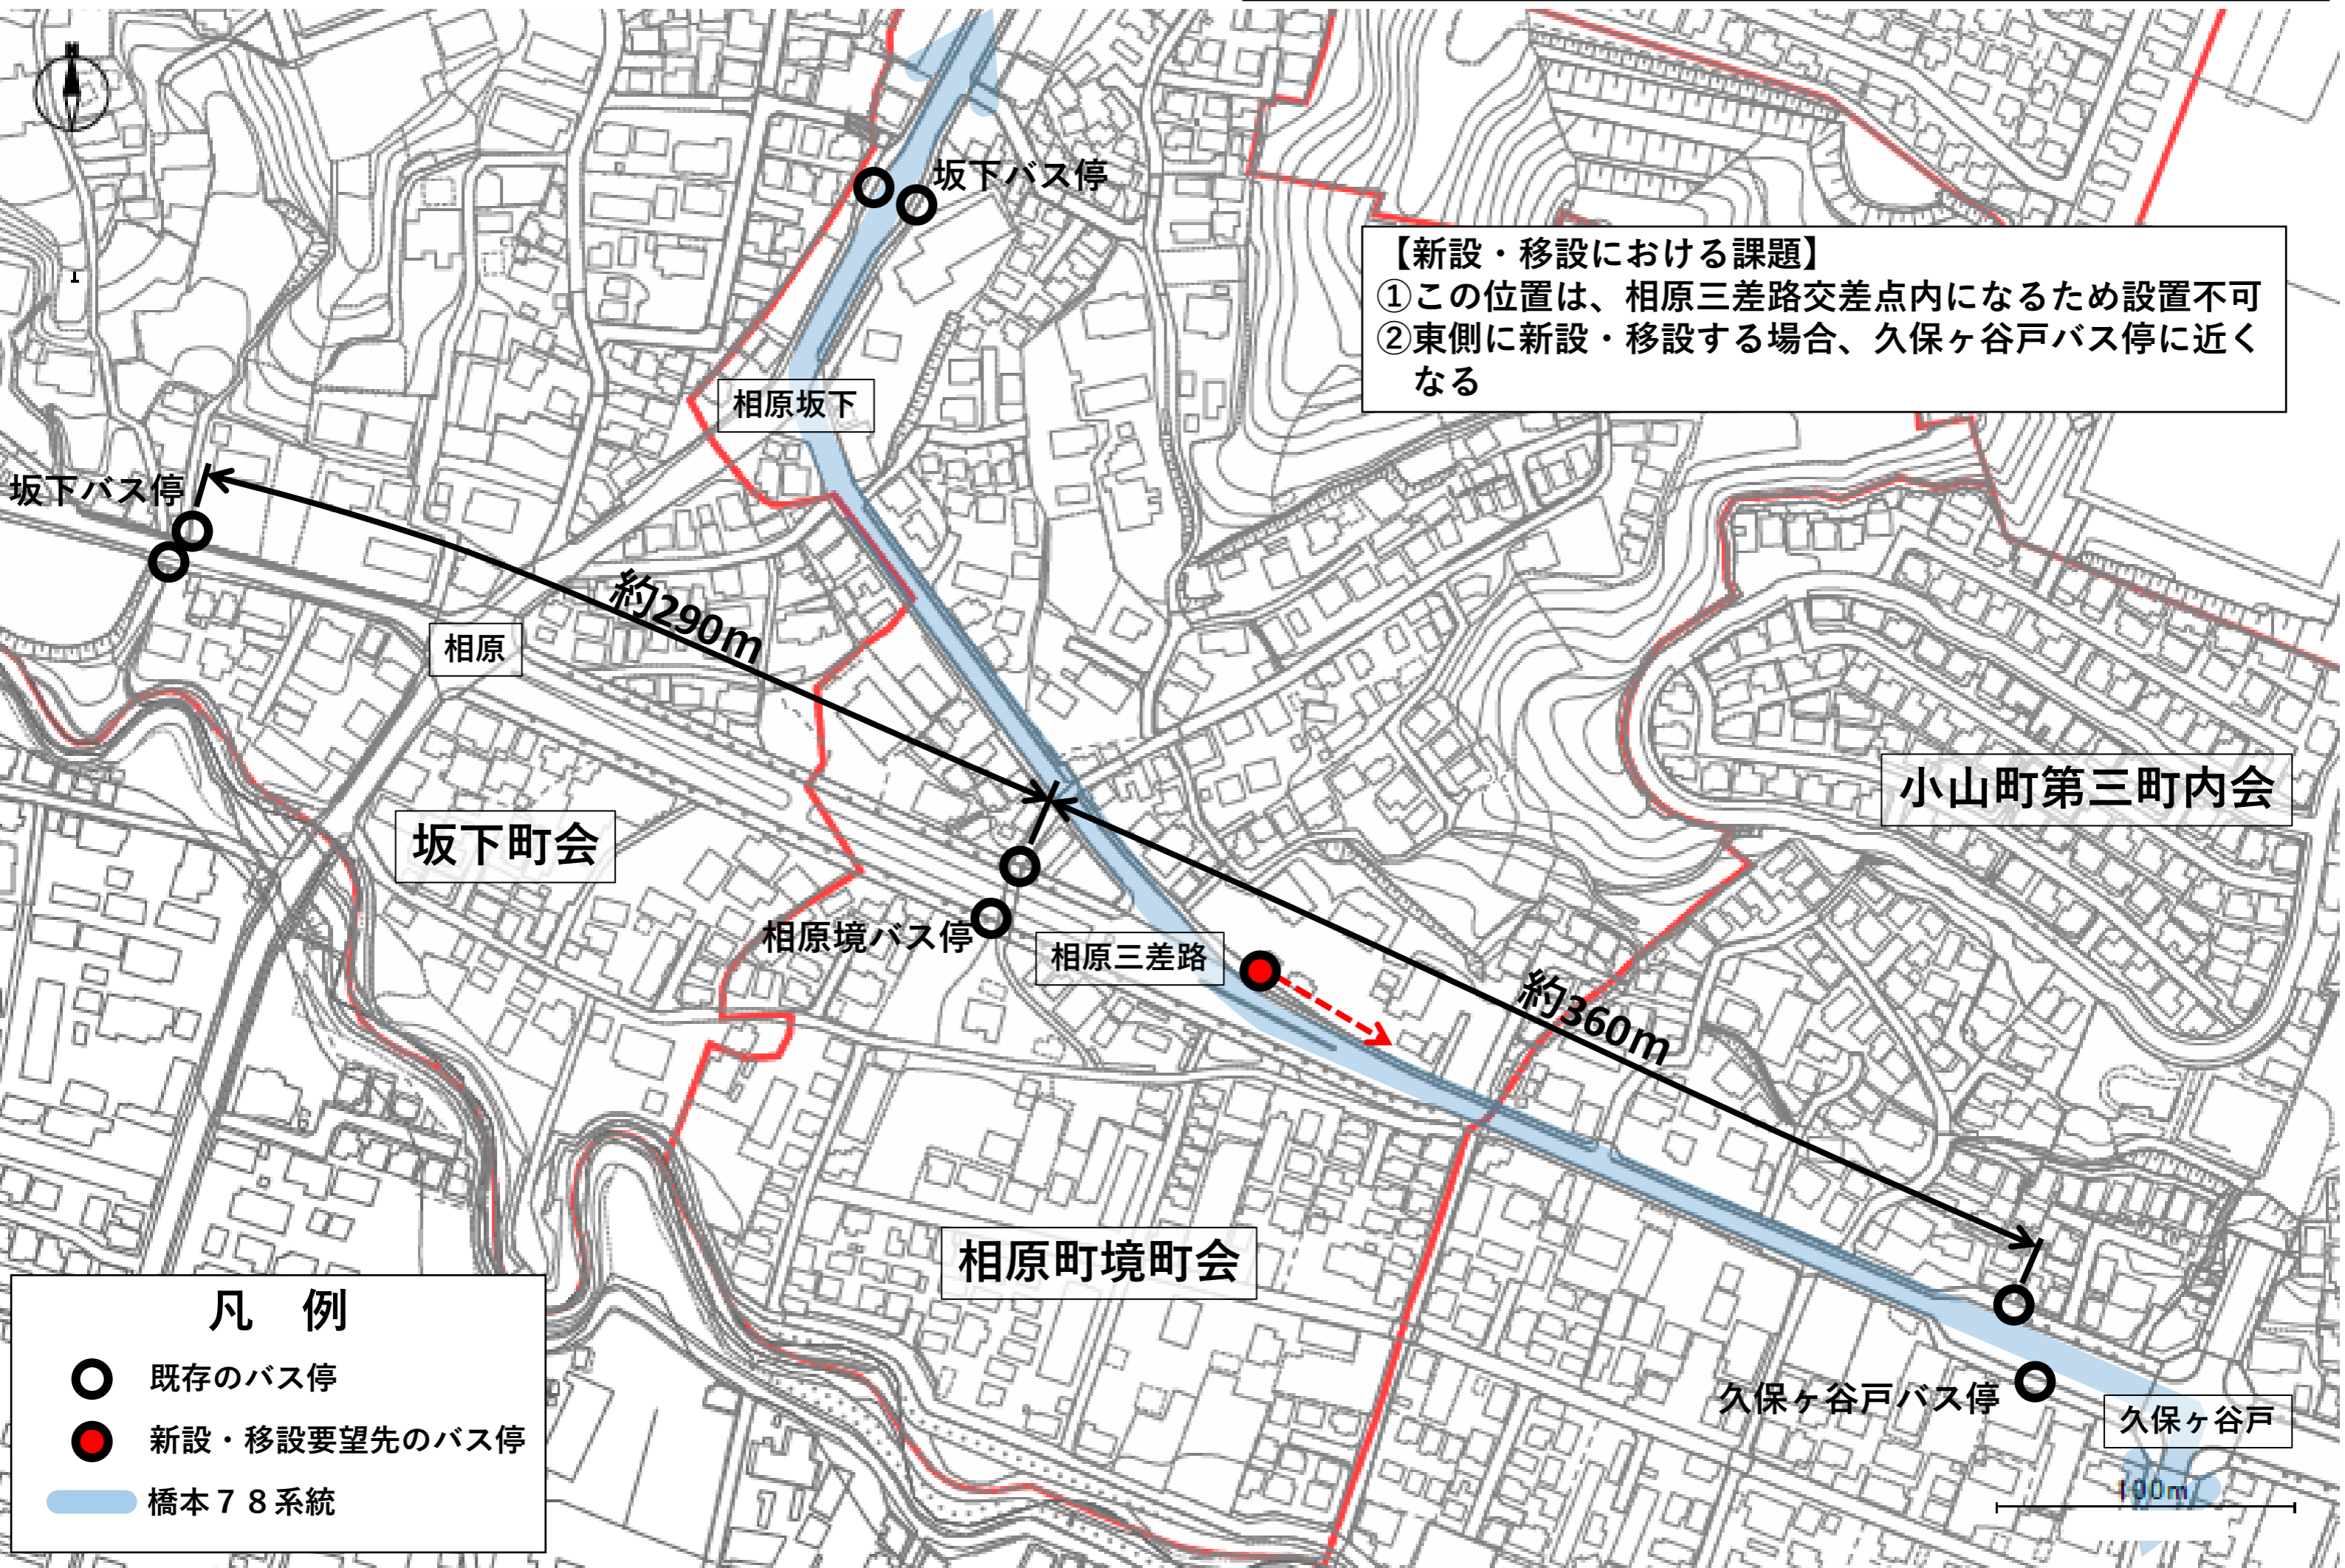 坂下バス停
【新設・移設における課題】
①この位置は、相原三差路交差点内になるため設置不可
②東側に新設・移設する場合、久保ヶ谷戸バス停に近く
なる
相原坂下
坂下バス停
約290m
相原
小山町第三町内会
坂下町会
相原境バス停
相原三差路
約360m
相原町境町会
久保ヶ谷戸バス停
久保ヶ谷戸
100m
凡 例
既存のバス停
新設・移設要望先のバス停
橋本７８系統